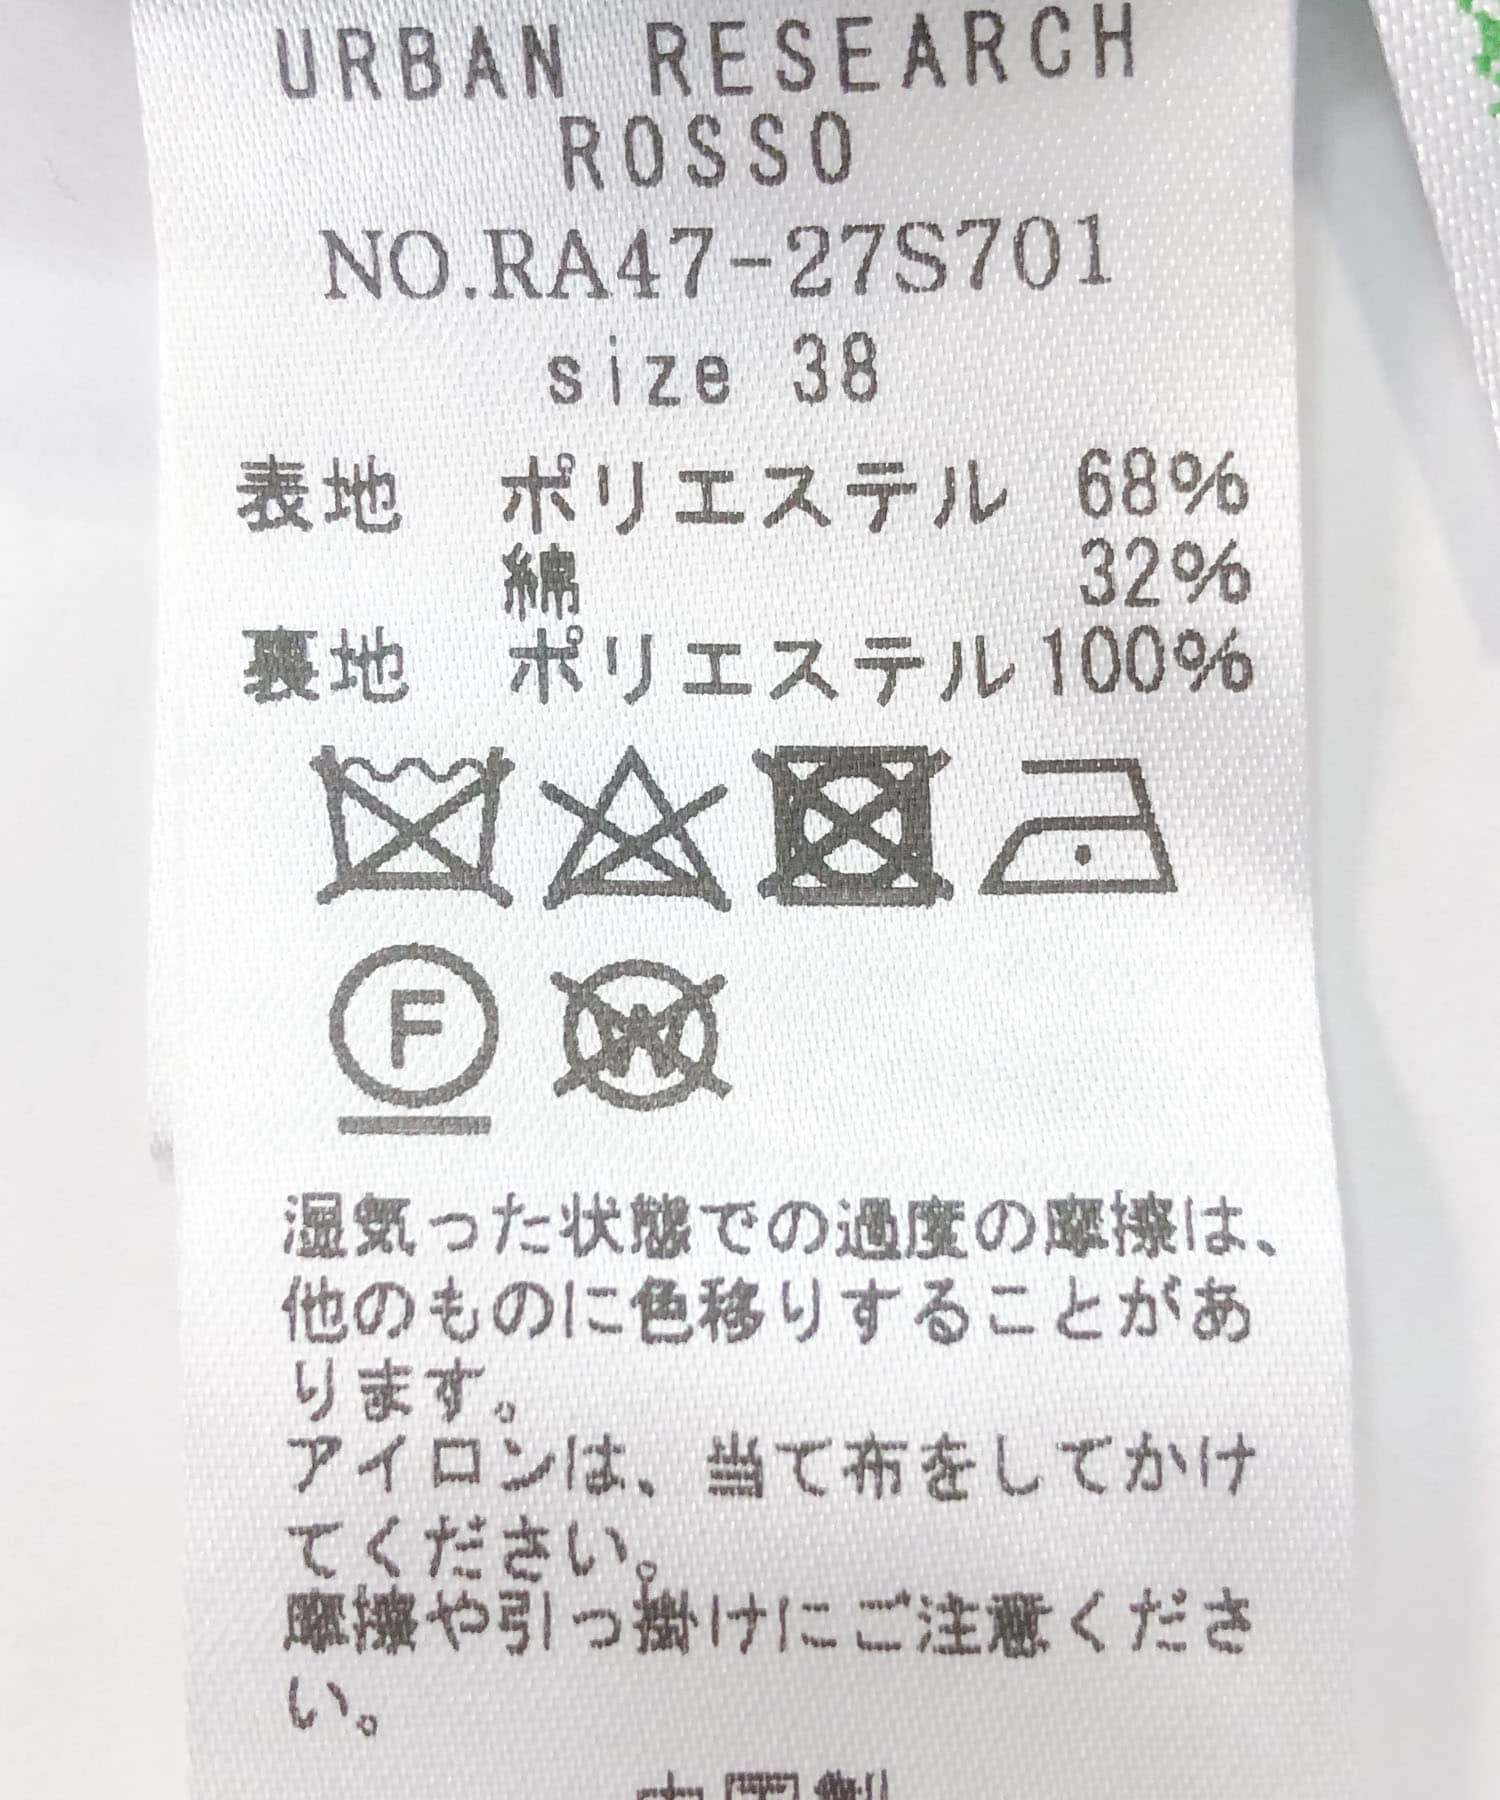 URBAN RESEARCH
ROSSO
NO.RA47-27S701
size 38
表地 ポリエステル 68%
綿 32%
裏地 ポリエステル100%
F
W
湿気った状態での過度の摩擦は、
他のものに色移りすることがあ
ります。
アイロンは、当て布をしてかけ
てください。
摩擦や引っ掛けにご注意くださ
い。